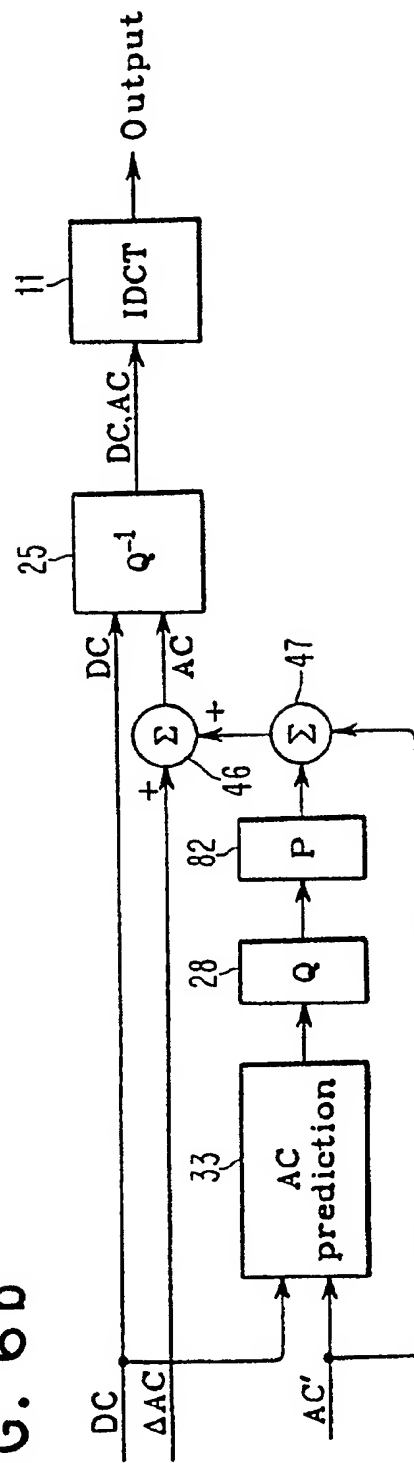 G. 6b
DC
ΔAC
AC'
33
AC
prediction
28
Q
82
P
47
Σ
+
46
Σ
+
DC
AC
25
Q⁻¹
DC,AC
11
IDCT
Output